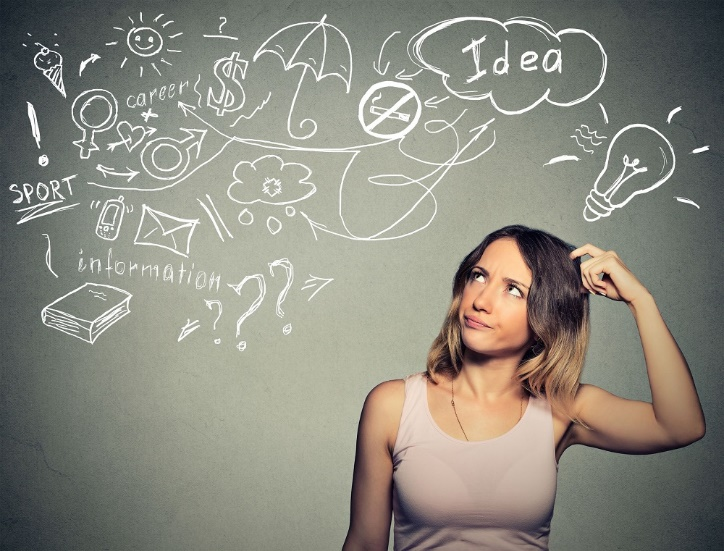 ?
Idea
career
$
!
SPORT
information
? ? ?